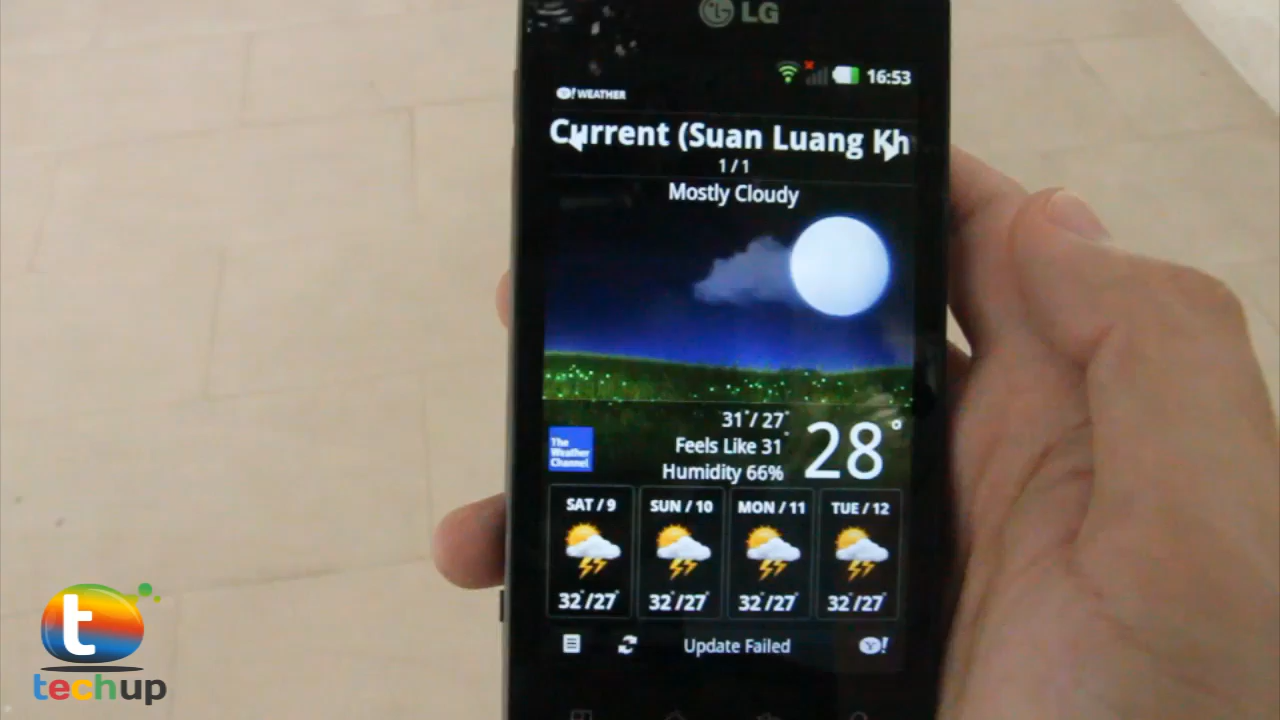 LG
16:53
Y! WEATHER
Current (Suan Luang Kh
1/1
Mostly Cloudy
31°/ 27°
Feels Like 31°
Humidity 66%
28°
The
Weather
Channel
SAT / 9
SUN / 10
MON / 11
TUE / 12
32°/27°
32°/27°
32°/27°
32°/27°
Update Failed
Y!
t
techup